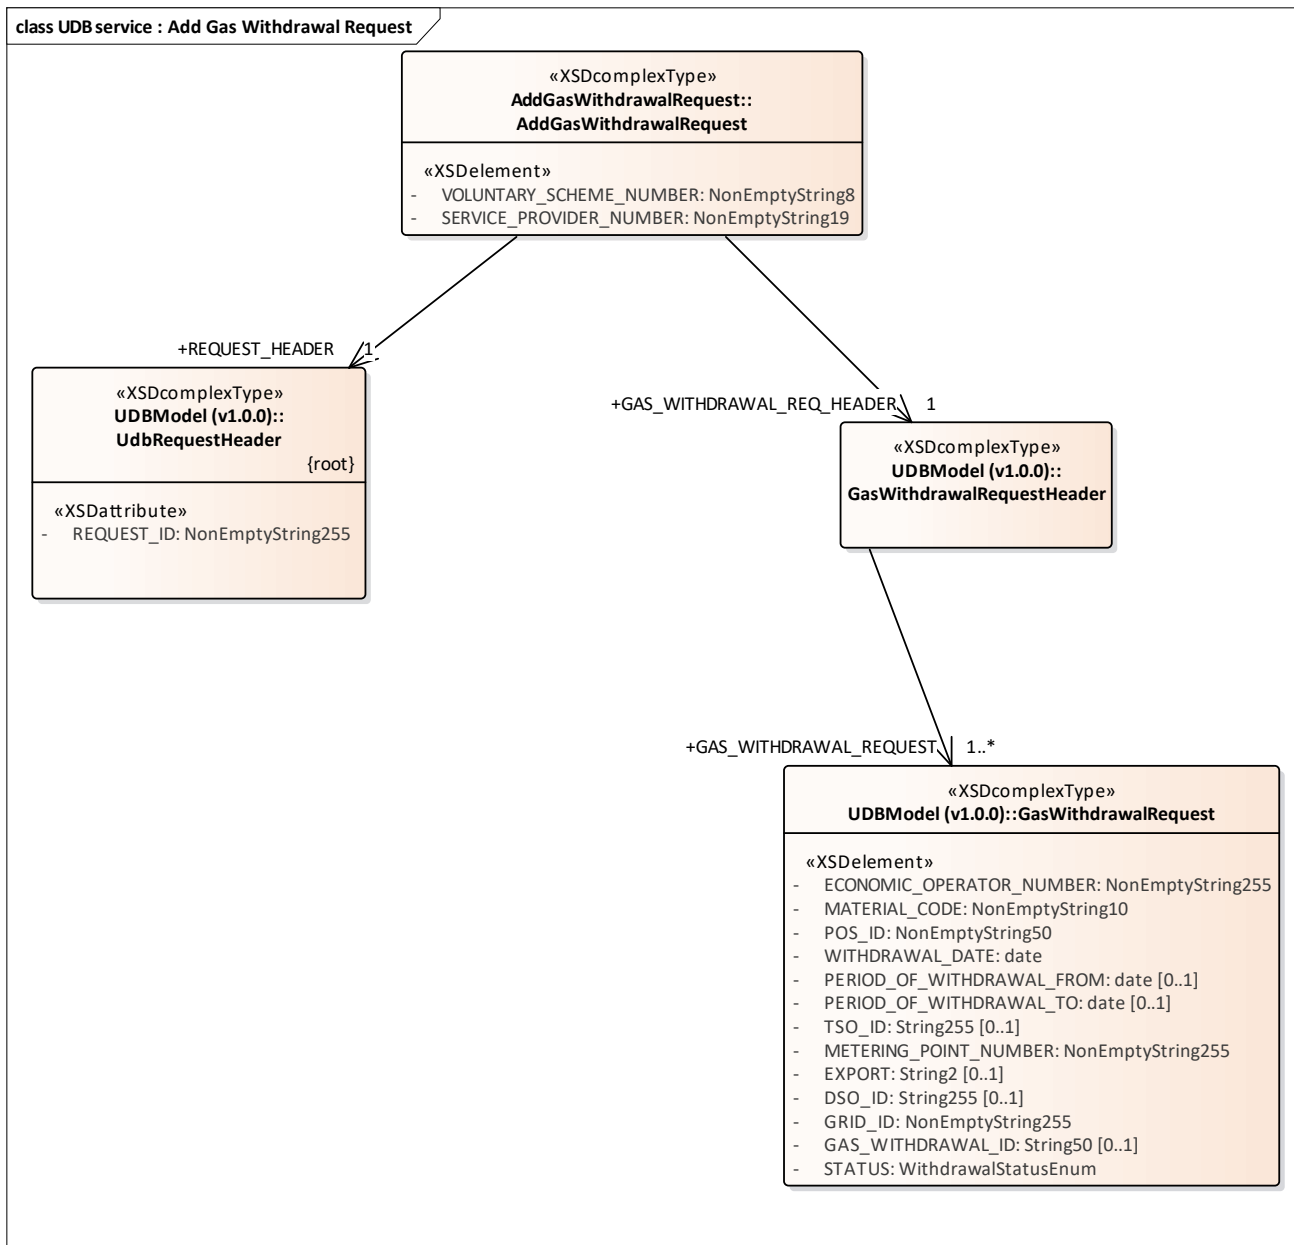 class UDB service : Add Gas Withdrawal Request
«XSDcomplexType»
AddGasWithdrawalRequest::
AddGasWithdrawalRequest
«XSDelement»
- VOLUNTARY_SCHEME_NUMBER: NonEmptyString8
- SERVICE_PROVIDER_NUMBER: NonEmptyString19
+REQUEST_HEADER 1
«XSDcomplexType»
UDBModel (v1.0.0)::
UdbRequestHeader
{root}
«XSDattribute»
- REQUEST_ID: NonEmptyString255
+GAS_WITHDRAWAL_REQ_HEADER 1
«XSDcomplexType»
UDBModel (v1.0.0)::
GasWithdrawalRequestHeader
+GAS_WITHDRAWAL_REQUEST 1..*
«XSDcomplexType»
UDBModel (v1.0.0)::GasWithdrawalRequest
«XSDelement»
- ECONOMIC_OPERATOR_NUMBER: NonEmptyString255
- MATERIAL_CODE: NonEmptyString10
- POS_ID: NonEmptyString50
- WITHDRAWAL_DATE: date
- PERIOD_OF_WITHDRAWAL_FROM: date [0..1]
- PERIOD_OF_WITHDRAWAL_TO: date [0..1]
- TSO_ID: String255 [0..1]
- METERING_POINT_NUMBER: NonEmptyString255
- EXPORT: String2 [0..1]
- DSO_ID: String255 [0..1]
- GRID_ID: NonEmptyString255
- GAS_WITHDRAWAL_ID: String50 [0..1]
- STATUS: WithdrawalStatusEnum